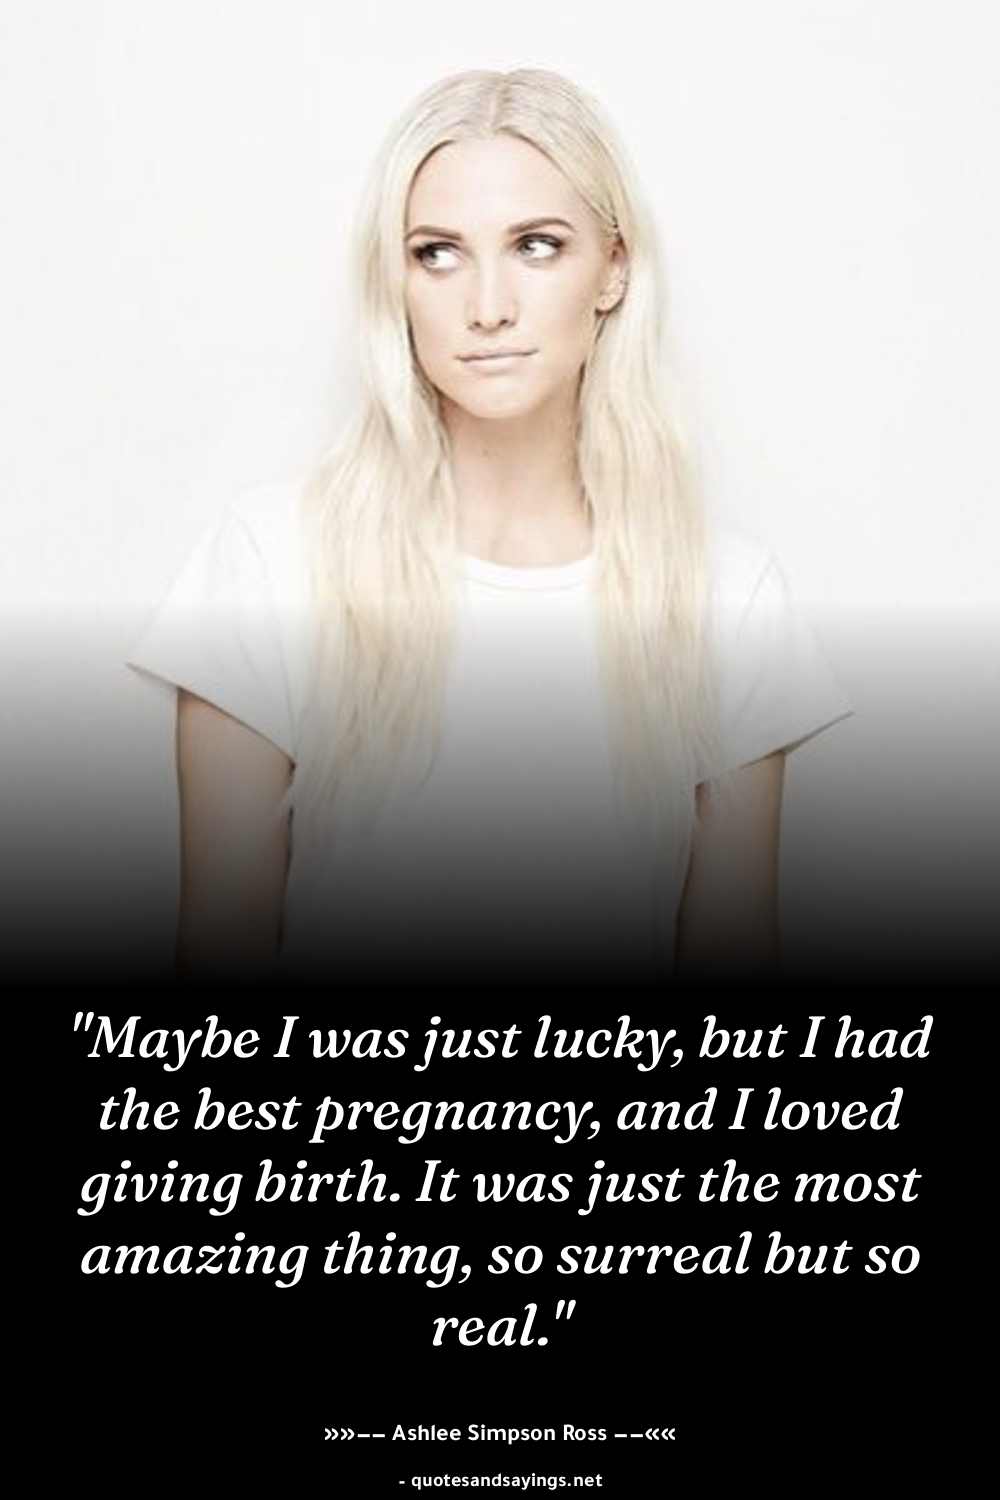 "Maybe I was just lucky, but I had
the best pregnancy, and I loved
giving birth. It was just the most
amazing thing, so surreal but so
real."
»»–– Ashlee Simpson Ross ––««
- quotesandsayings.net